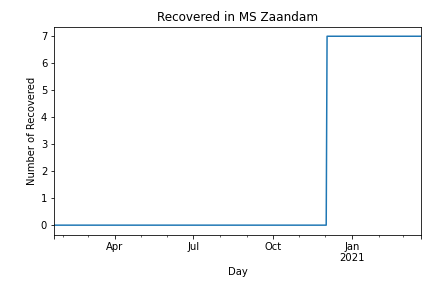 Recovered in MS Zaandam
Number of Recovered
7
6
5
4
3
2
1
0
Apr
Jul
Oct
Jan
2021
Day